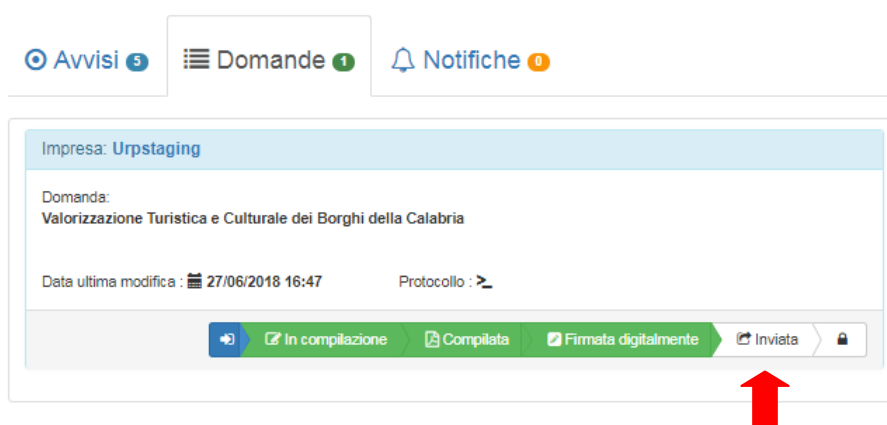 Avvisi 5 Domande 1 Notifiche 0
Impresa: Urpstaging
Domanda:
Valorizzazione Turistica e Culturale dei Borghi della Calabria
Data ultima modifica : 27/06/2018 16:47 Protocollo :
In compilazione Compilata Firmata digitalmente Inviata